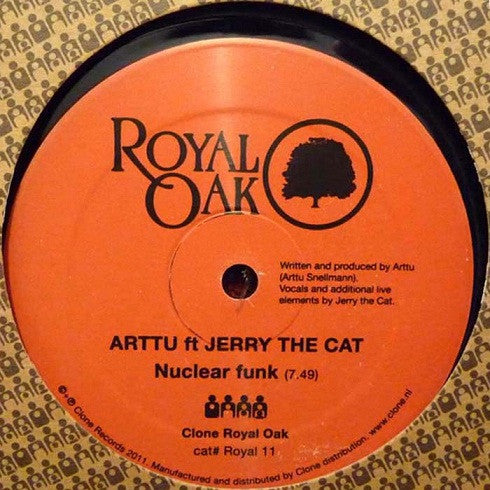 ROYAL
OAK
Written and produced by Arttu
(Arttu Snellmann).
Vocals and additional live
elements by Jerry the Cat.
ARTTU ft JERRY THE CAT
Nuclear funk (7.49)
Clone Royal Oak
cat# Royal 11
©+℗ Clone Records 2011. Manufactured and distributed by Clone distribution. www.clone.nl